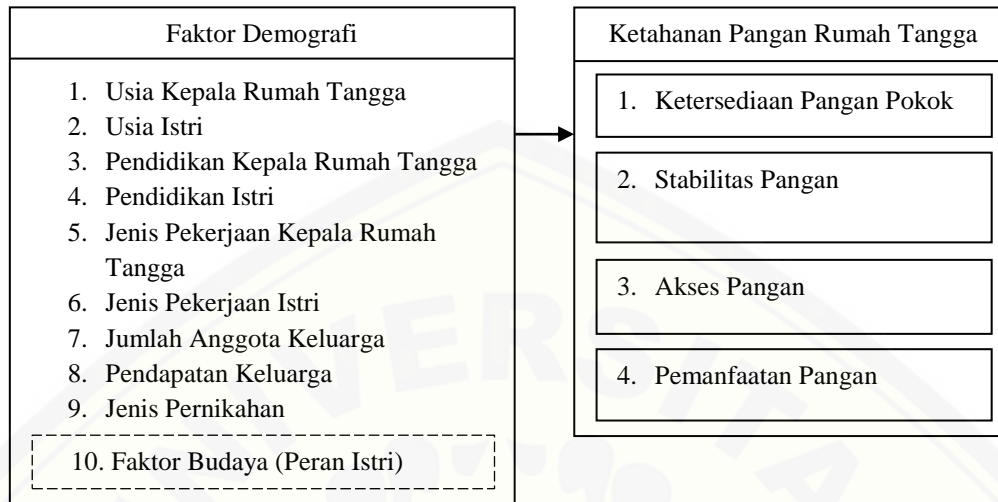 Faktor Demografi
1. Usia Kepala Rumah Tangga
2. Usia Istri
3. Pendidikan Kepala Rumah Tangga
4. Pendidikan Istri
5. Jenis Pekerjaan Kepala Rumah
Tangga
6. Jenis Pekerjaan Istri
7. Jumlah Anggota Keluarga
8. Pendapatan Keluarga
9. Jenis Pernikahan
10. Faktor Budaya (Peran Istri)
Ketahanan Pangan Rumah Tangga
1. Ketersediaan Pangan Pokok
2. Stabilitas Pangan
3. Akses Pangan
4. Pemanfaatan Pangan